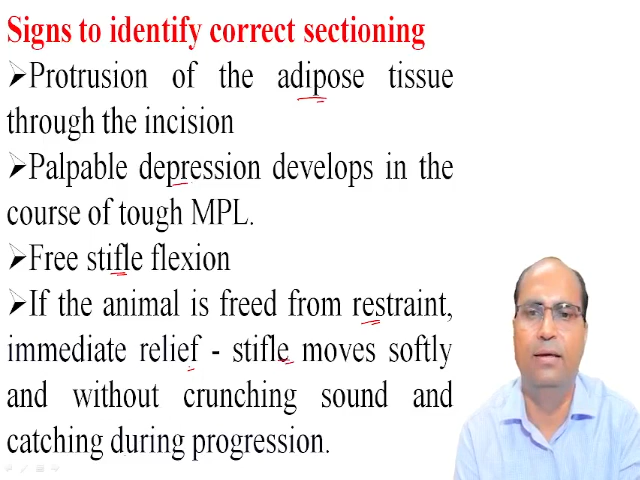 Signs to identify correct sectioning
➢Protrusion of the adipose tissue
through the incision
➢Palpable depression develops in the
course of tough MPL.
➢Free stifle flexion
➢If the animal is freed from restraint,
immediate relief - stifle moves softly
and without crunching sound and
catching during progression.